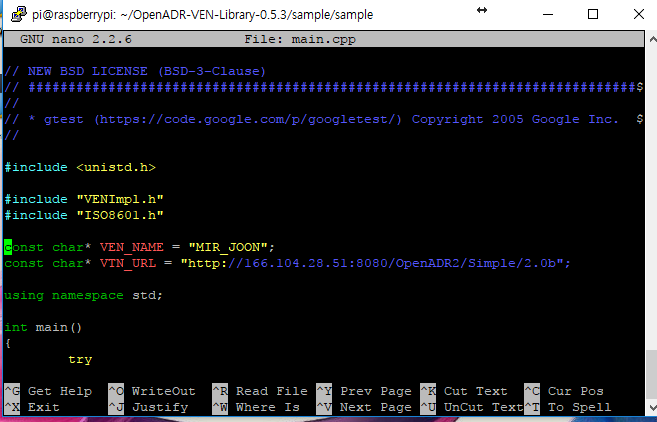 pi@raspberrypi: ~/OpenADR-VEN-Library-0.5.3/sample/sample
GNU nano 2.2.6 File: main.cpp
// NEW BSD LICENSE (BSD-3-Clause)
// ############################################################################$
//
// * gtest (https://code.google.com/p/googletest/) Copyright 2005 Google Inc.  $
//
#include <unistd.h>
#include "VENImpl.h"
#include "ISO8601.h"
const char* VEN_NAME = "MIR_JOON";
const char* VTN_URL = "http://166.104.28.51:8080/OpenADR2/Simple/2.0b";
using namespace std;
int main()
{
try
^G Get Help ^O WriteOut ^R Read File ^Y Prev Page ^K Cut Text ^C Cur Pos
^X Exit ^J Justify ^W Where Is ^V Next Page ^U UnCut Text ^T To Spell